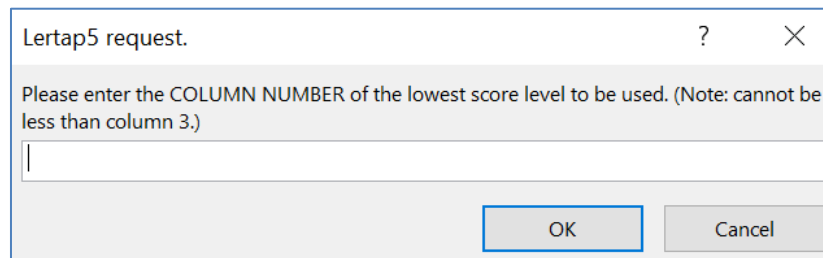 Lertap5 request.
?
Please enter the COLUMN NUMBER of the lowest score level to be used. (Note: cannot be
less than column 3.)
OK Cancel